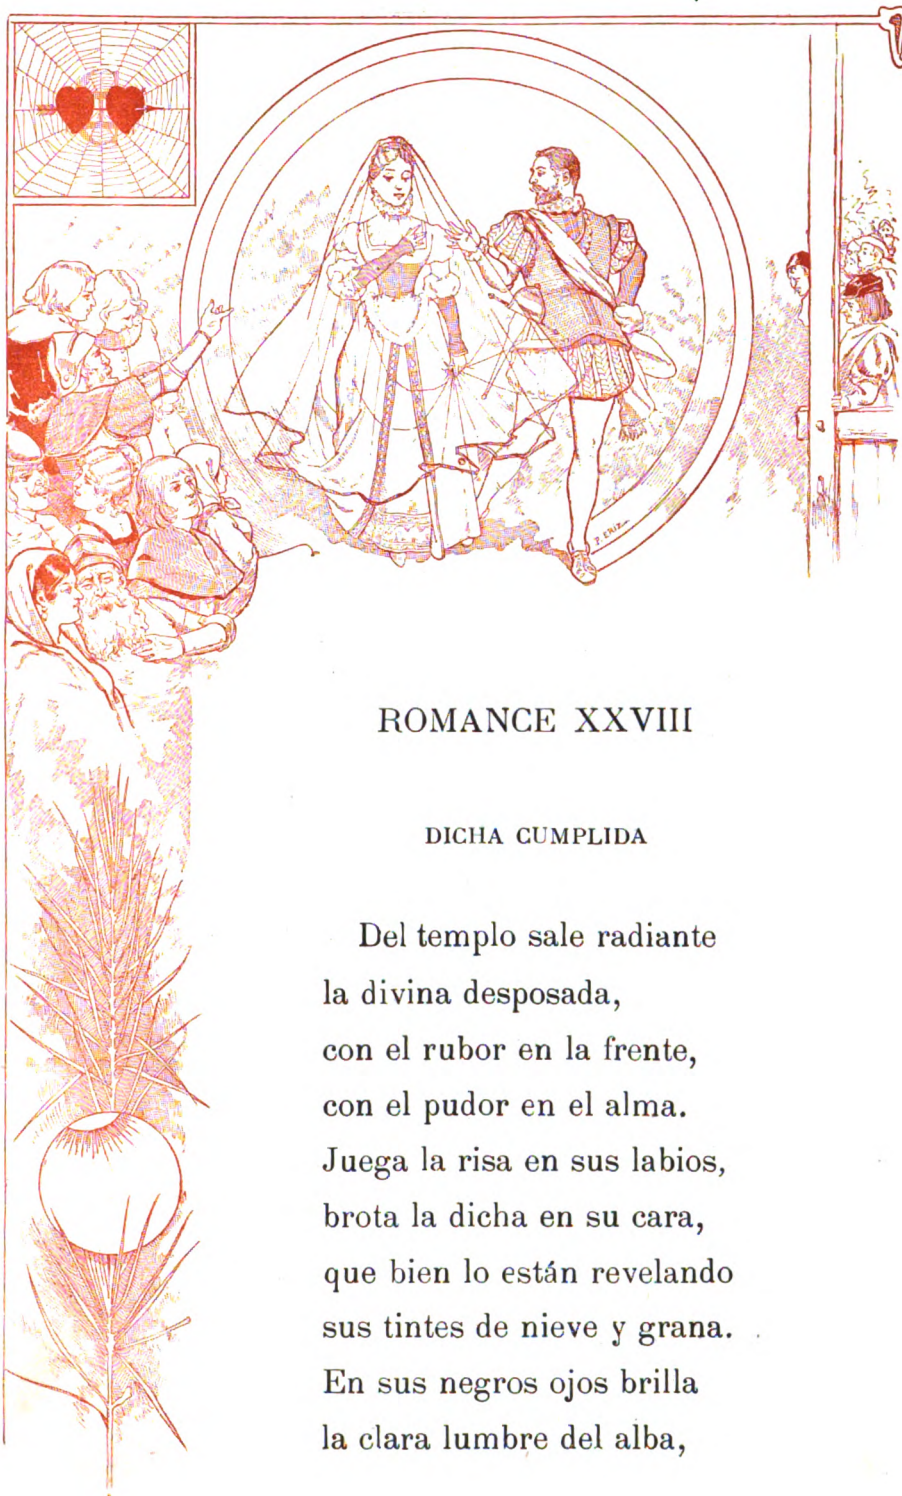 P. ERIZ
ROMANCE XXVIII
DICHA CUMPLIDA
Del templo sale radiante
la divina desposada,
con el rubor en la frente,
con el pudor en el alma.
Juega la risa en sus labios,
brota la dicha en su cara,
que bien lo están revelando
sus tintes de nieve y grana.
En sus negros ojos brilla
la clara lumbre del alba,